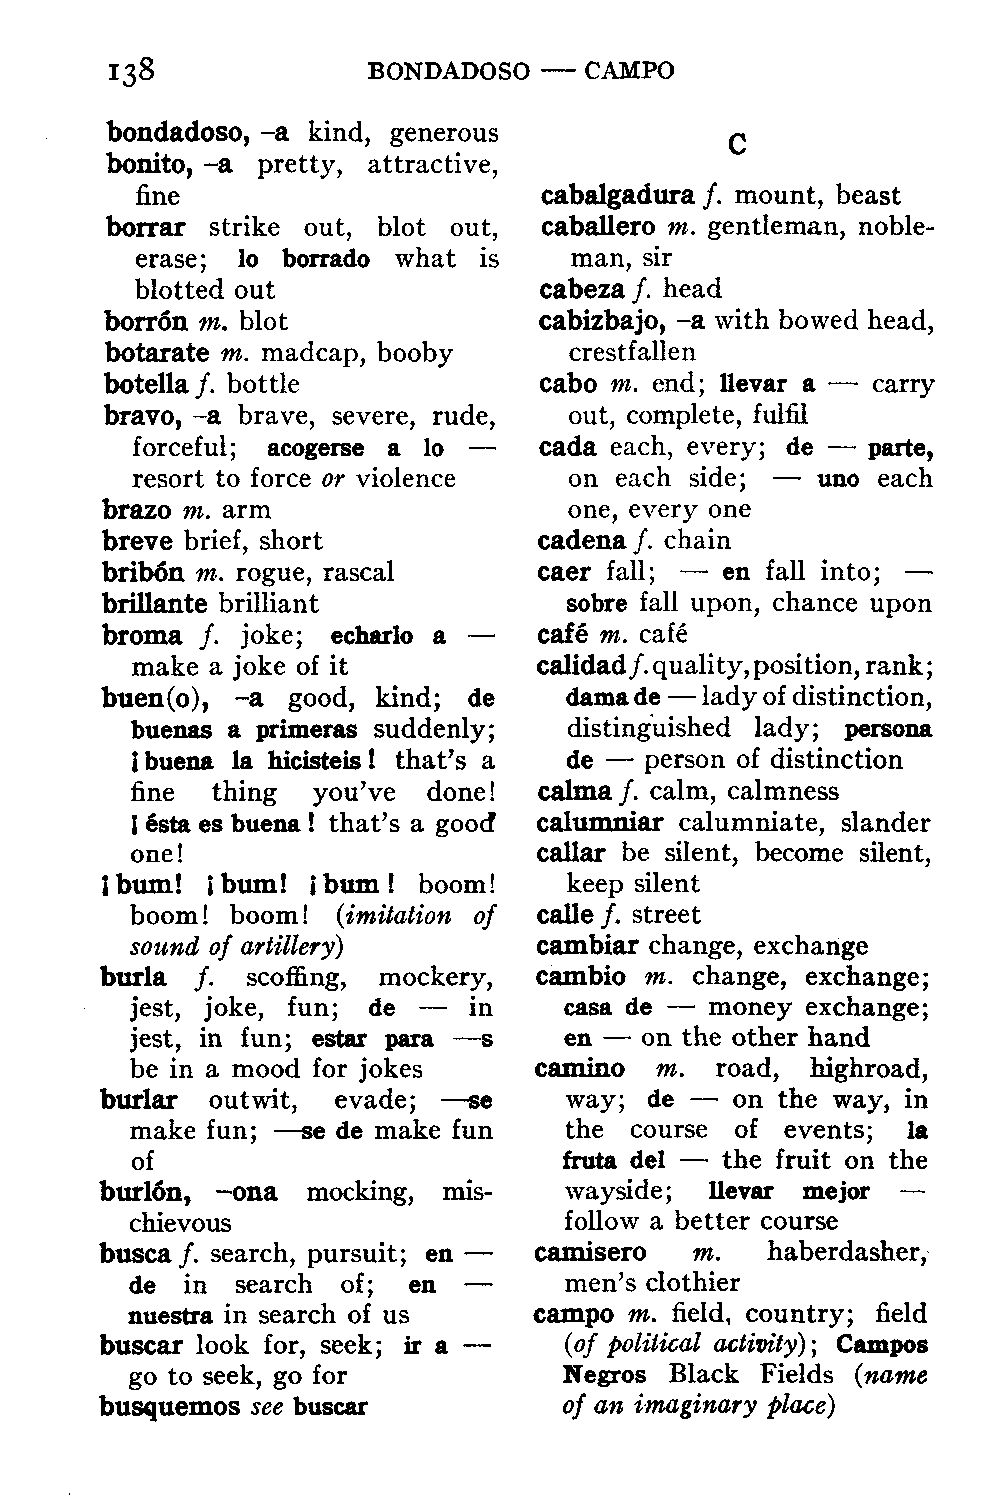 138
BONDADOSO — CAMPO
bondadoso, –a kind, generous
bonito, –a pretty, attractive,
fine
borrar strike out, blot out,
erase; lo borrado what is
blotted out
borrón m. blot
botarate m. madcap, booby
botella f. bottle
bravo, –a brave, severe, rude,
forceful; acogerse a lo —
resort to force or violence
brazo m. arm
breve brief, short
bribón m. rogue, rascal
brillante brilliant
broma f. joke; echarlo a —
make a joke of it
buen(o), –a good, kind; de
buenas a primeras suddenly;
¡buena la hicisteis! that's a
fine thing you've done!
¡ésta es buena! that's a good
one!
¡bum! ¡bum! ¡bum! boom!
boom! boom! (imitation of
sound of artillery)
burla f. scoffing, mockery,
jest, joke, fun; de — in
jest, in fun; estar para —s
be in a mood for jokes
burlar outwit, evade; —se
make fun; —se de make fun
of
burlón, –ona mocking, mis-
chievous
busca f. search, pursuit; en —
de in search of; en —
nuestra in search of us
buscar look for, seek; ir a —
go to seek, go for
busquemos see buscar
C
cabalgadura f. mount, beast
caballero m. gentleman, noble-
man, sir
cabeza f. head
cabizbajo, –a with bowed head,
crestfallen
cabo m. end; llevar a — carry
out, complete, fulfil
cada each, every; de — parte,
on each side; — uno each
one, every one
cadena f. chain
caer fall; — en fall into; —
sobre fall upon, chance upon
café m. café
calidad f. quality, position, rank;
dama de — lady of distinction,
distinguished lady; persona
de — person of distinction
calma f. calm, calmness
calumniar calumniate, slander
callar be silent, become silent,
keep silent
calle f. street
cambiar change, exchange
cambio m. change, exchange;
casa de — money exchange;
en — on the other hand
camino m. road, highroad,
way; de — on the way, in
the course of events; la
fruta del — the fruit on the
wayside; llevar mejor —
follow a better course
camisero m. haberdasher,
men's clothier
campo m. field, country; field
(of political activity); Campos
Negros Black Fields (name
of an imaginary place)